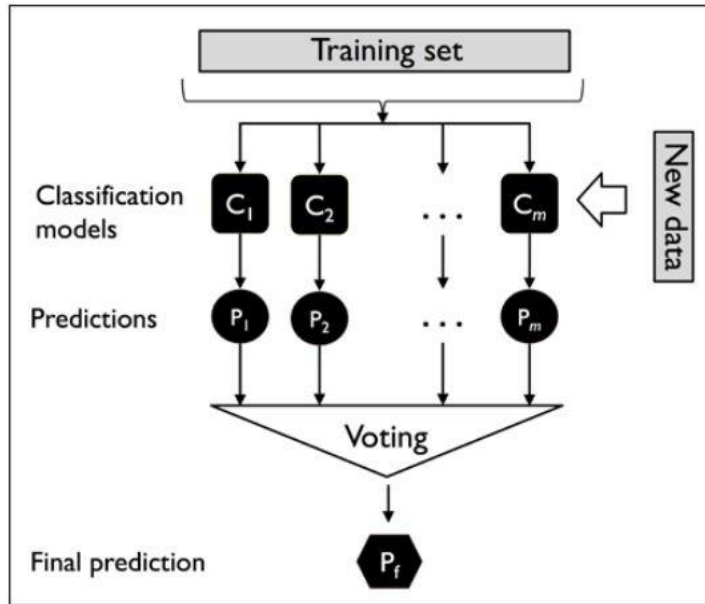 Training set
Classification
models
C1 C2 ... Cm
New data
Predictions
P1 P2 ... Pm
Voting
Final prediction
Pf